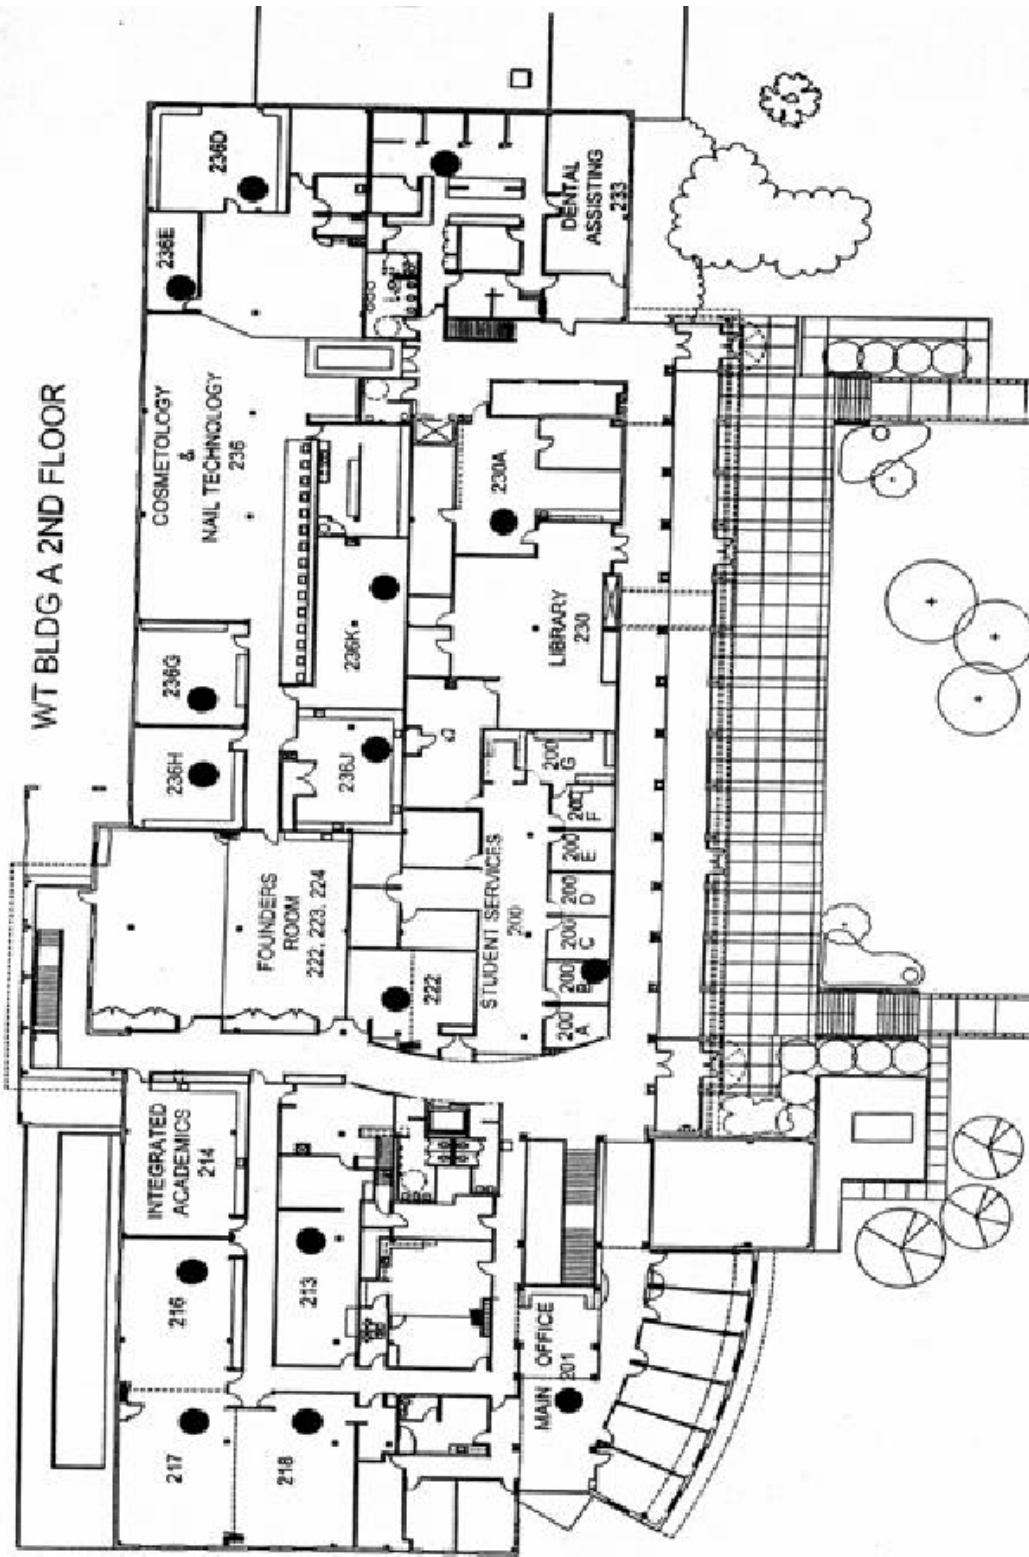 WT BLDG A 2ND FLOOR
236D
236E
COSMETOLOGY
&
NAIL TECHNOLOGY
236
DENTAL
ASSISTING
233
230A
LIBRARY
230
236K
236G
236H
236J
200
G
200
F
200
E
200
D
200
C
200
B
200
A
STUDENT SERVICES
200
FOUNDERS
ROOM
222, 223, 224
222
INTEGRATED
ACADEMICS
214
216
213
217
218
MAIN OFFICE
201